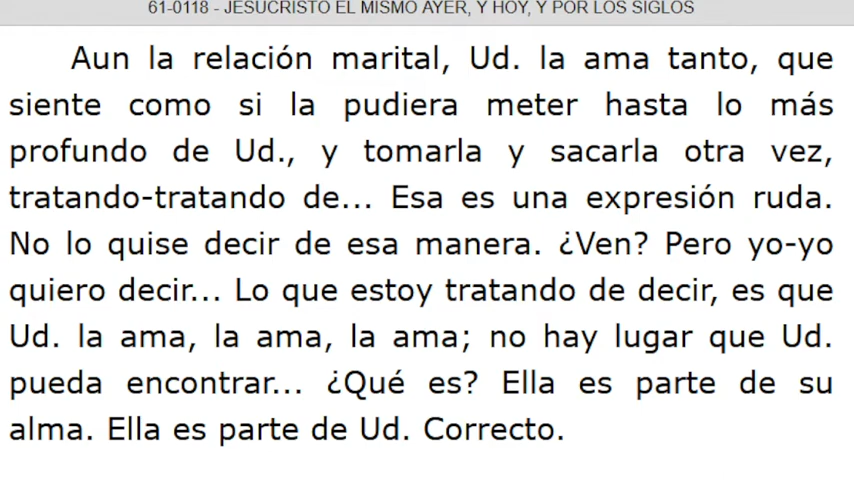 61-0118 - JESUCRISTO EL MISMO AYER, Y HOY, Y POR LOS SIGLOS
Aun la relación marital, Ud. la ama tanto, que
siente como si la pudiera meter hasta lo más
profundo de Ud., y tomarla y sacarla otra vez,
tratando-tratando de... Esa es una expresión ruda.
No lo quise decir de esa manera. ¿Ven? Pero yo-yo
quiero decir... Lo que estoy tratando de decir, es que
Ud. la ama, la ama, la ama; no hay lugar que Ud.
pueda encontrar... ¿Qué es? Ella es parte de su
alma. Ella es parte de Ud. Correcto.